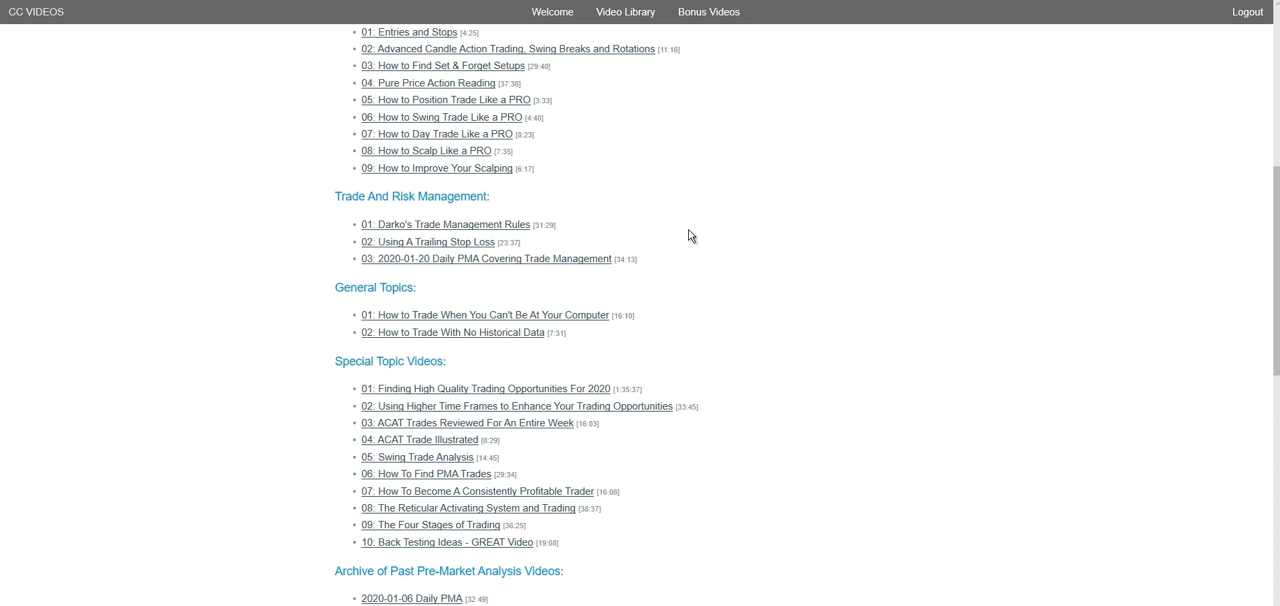 CC VIDEOS Welcome Video Library Bonus Videos Logout
01: Entries and Stops [4:25]
02: Advanced Candle Action Trading, Swing Breaks and Rotations [11:16]
03: How to Find Set & Forget Setups [29:40]
04: Pure Price Action Reading [37:38]
05: How to Position Trade Like a PRO [3:33]
06: How to Swing Trade Like a PRO [4:40]
07: How to Day Trade Like a PRO [8:23]
08: How to Scalp Like a PRO [7:35]
09: How to Improve Your Scalping [6:17]
Trade And Risk Management:
01: Darko's Trade Management Rules [31:29]
02: Using A Trailing Stop Loss [23:37]
03: 2020-01-20 Daily PMA Covering Trade Management [34:13]
General Topics:
01: How to Trade When You Can't Be At Your Computer [16:10]
02: How to Trade With No Historical Data [7:31]
Special Topic Videos:
01: Finding High Quality Trading Opportunities For 2020 [1:35:37]
02: Using Higher Time Frames to Enhance Your Trading Opportunities [33:45]
03: ACAT Trades Reviewed For An Entire Week [16:03]
04: ACAT Trade Illustrated [8:29]
05: Swing Trade Analysis [14:45]
06: How To Find PMA Trades [29:34]
07: How To Become A Consistently Profitable Trader [16:08]
08: The Reticular Activating System and Trading [38:37]
09: The Four Stages of Trading [36:25]
10: Back Testing Ideas - GREAT Video [19:08]
Archive of Past Pre-Market Analysis Videos:
2020-01-06 Daily PMA [32:49]